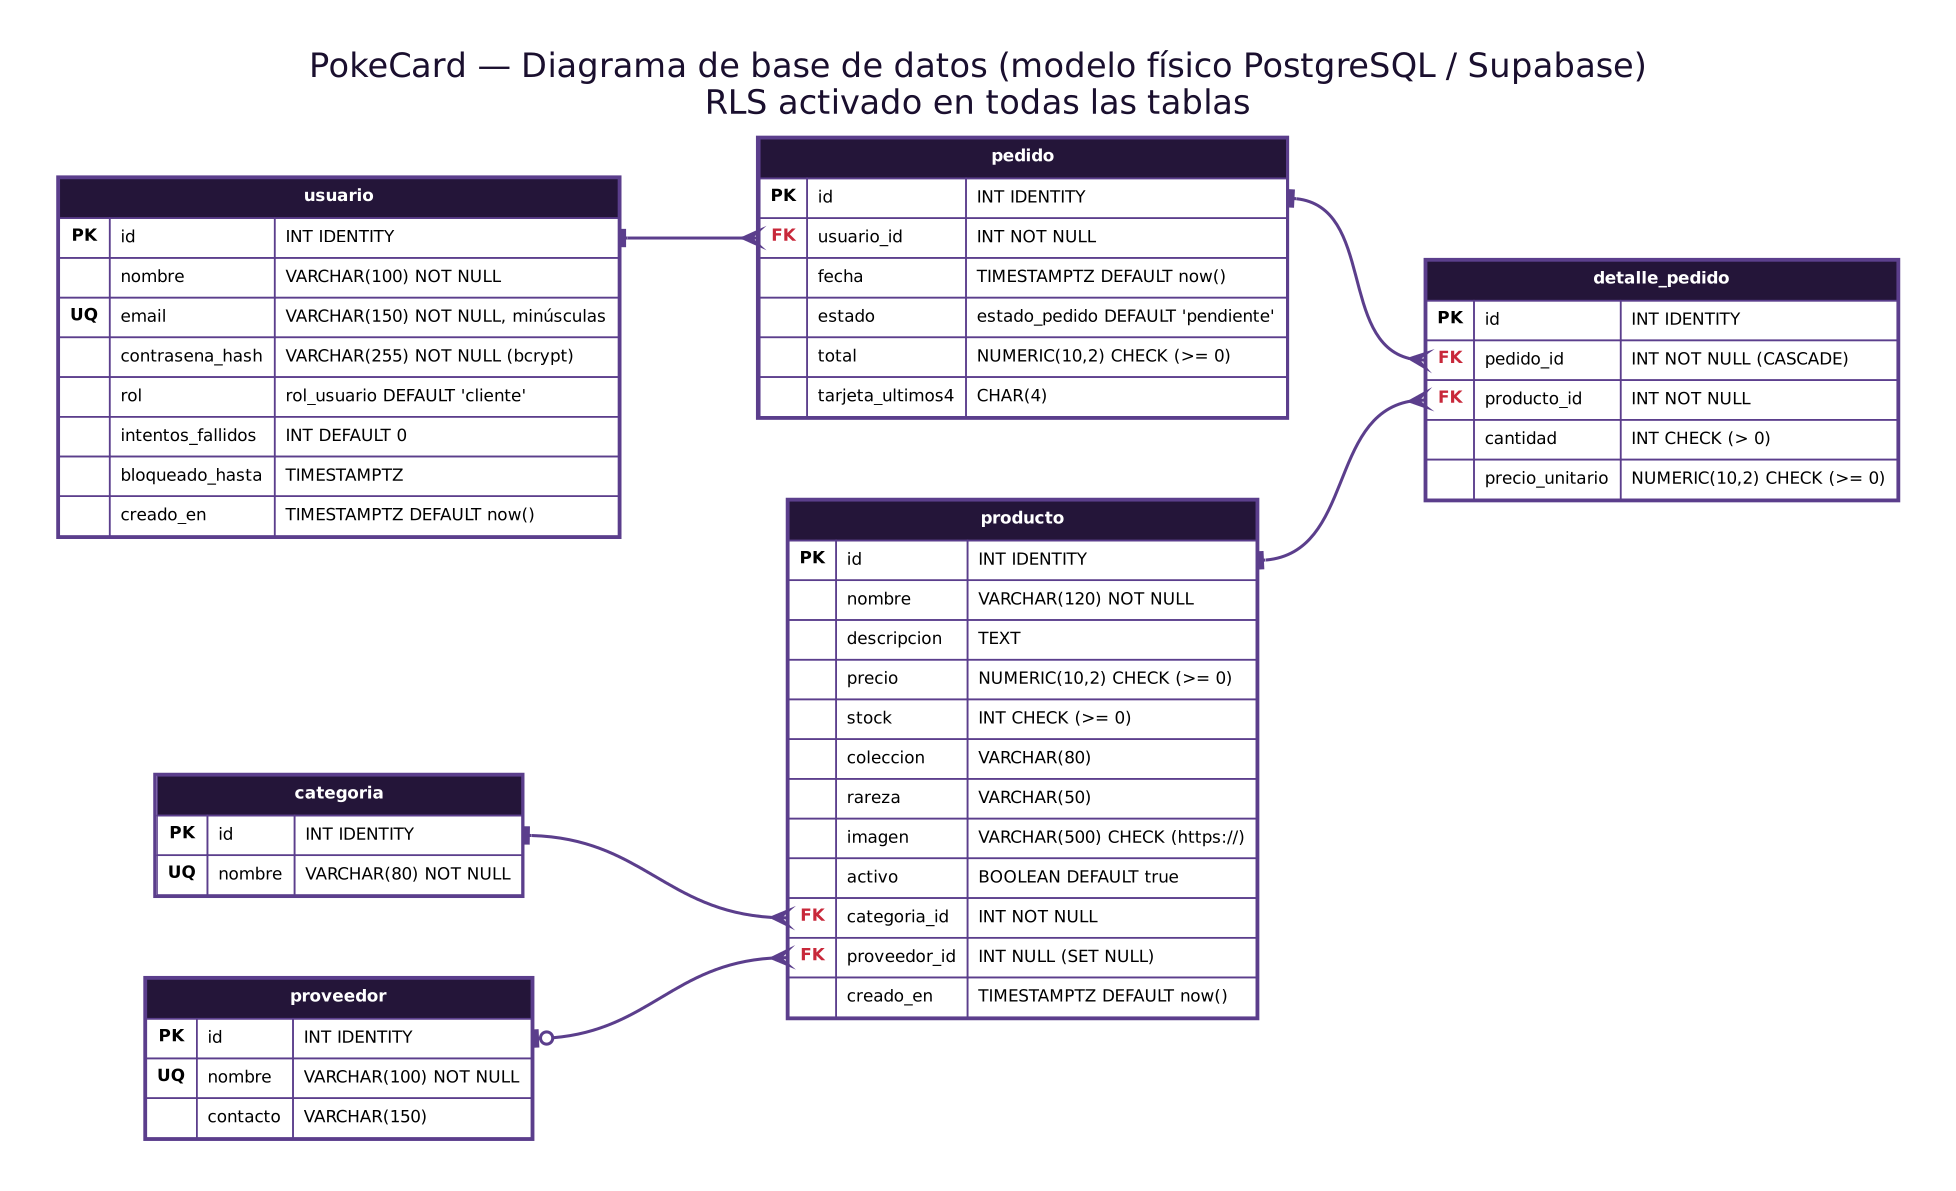 PokeCard — Diagrama de base de datos (modelo físico PostgreSQL / Supabase)
RLS activado en todas las tablas
usuario
PK id INT IDENTITY
nombre VARCHAR(100) NOT NULL
UQ email VARCHAR(150) NOT NULL, minúsculas
contrasena_hash VARCHAR(255) NOT NULL (bcrypt)
rol rol_usuario DEFAULT 'cliente'
intentos_fallidos INT DEFAULT 0
bloqueado_hasta TIMESTAMPTZ
creado_en TIMESTAMPTZ DEFAULT now()
pedido
PK id INT IDENTITY
FK usuario_id INT NOT NULL
fecha TIMESTAMPTZ DEFAULT now()
estado estado_pedido DEFAULT 'pendiente'
total NUMERIC(10,2) CHECK (>= 0)
tarjeta_ultimos4 CHAR(4)
detalle_pedido
PK id INT IDENTITY
FK pedido_id INT NOT NULL (CASCADE)
FK producto_id INT NOT NULL
cantidad INT CHECK (> 0)
precio_unitario NUMERIC(10,2) CHECK (>= 0)
producto
PK id INT IDENTITY
nombre VARCHAR(120) NOT NULL
descripcion TEXT
precio NUMERIC(10,2) CHECK (>= 0)
stock INT CHECK (>= 0)
coleccion VARCHAR(80)
rareza VARCHAR(50)
imagen VARCHAR(500) CHECK (https://)
activo BOOLEAN DEFAULT true
FK categoria_id INT NOT NULL
FK proveedor_id INT NULL (SET NULL)
creado_en TIMESTAMPTZ DEFAULT now()
categoria
PK id INT IDENTITY
UQ nombre VARCHAR(80) NOT NULL
proveedor
PK id INT IDENTITY
UQ nombre VARCHAR(100) NOT NULL
contacto VARCHAR(150)